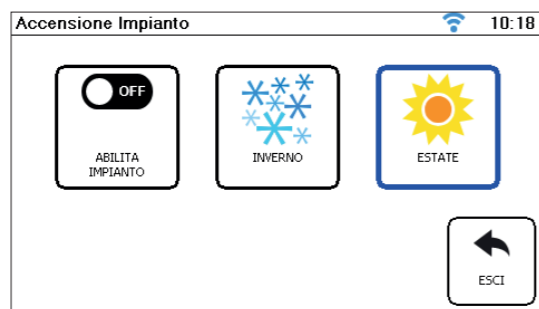 Accensione Impianto 10:18
OFF
ABILITA
IMPIANTO
INVERNO
ESTATE
ESCI